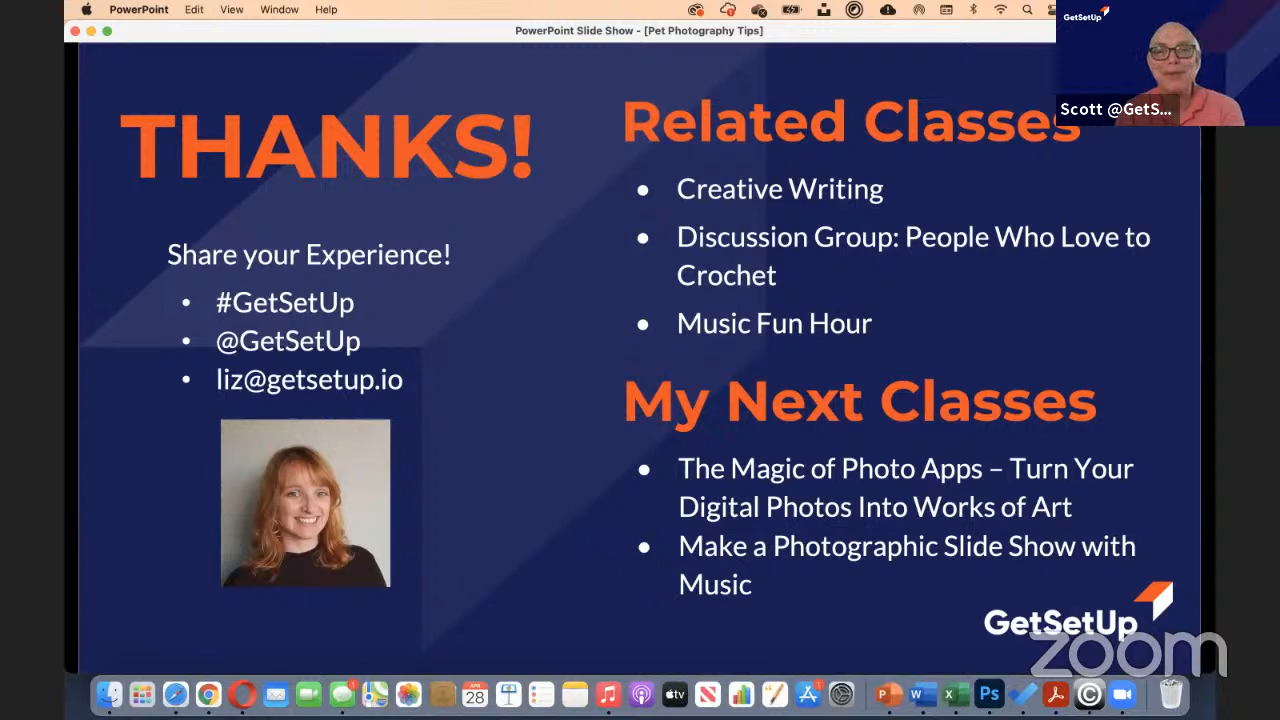 PowerPoint Edit View Window Help
PowerPoint Slide Show - [Pet Photography Tips]
GetSetUp
Scott @GetS...
THANKS!
Share your Experience!
• #GetSetUp
• @GetSetUp
• liz@getsetup.io
Related Classes
• Creative Writing
• Discussion Group: People Who Love to
Crochet
• Music Fun Hour
My Next Classes
• The Magic of Photo Apps – Turn Your
Digital Photos Into Works of Art
• Make a Photographic Slide Show with
Music
GetSetUp
zoom
APR
28
tv
P
W
X
Ps